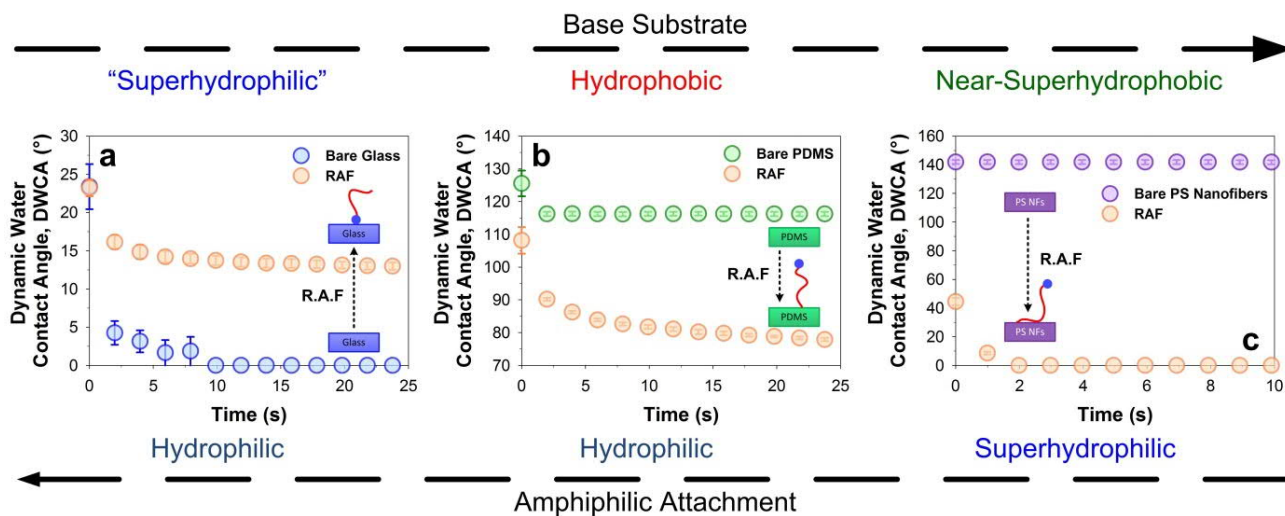 Base Substrate
“Superhydrophilic”
Hydrophobic
Near-Superhydrophobic
a
Dynamic Water
Contact Angle, DWCA (°)
30
25
20
15
10
5
0
Bare Glass
RAF
Glass
R.A.F
Glass
0 5 10 15 20 25
Time (s)
b
Dynamic Water
Contact Angle, DWCA (°)
140
130
120
110
100
90
80
70
Bare PDMS
RAF
PDMS
R.A.F
PDMS
0 5 10 15 20 25
Time (s)
Dynamic Water
Contact Angle, DWCA (°)
160
140
120
100
80
60
40
20
0
Bare PS Nanofibers
RAF
PS NFs
R.A.F
PS NFs
c
0 2 4 6 8 10
Time (s)
Hydrophilic
Hydrophilic
Superhydrophilic
Amphiphilic Attachment